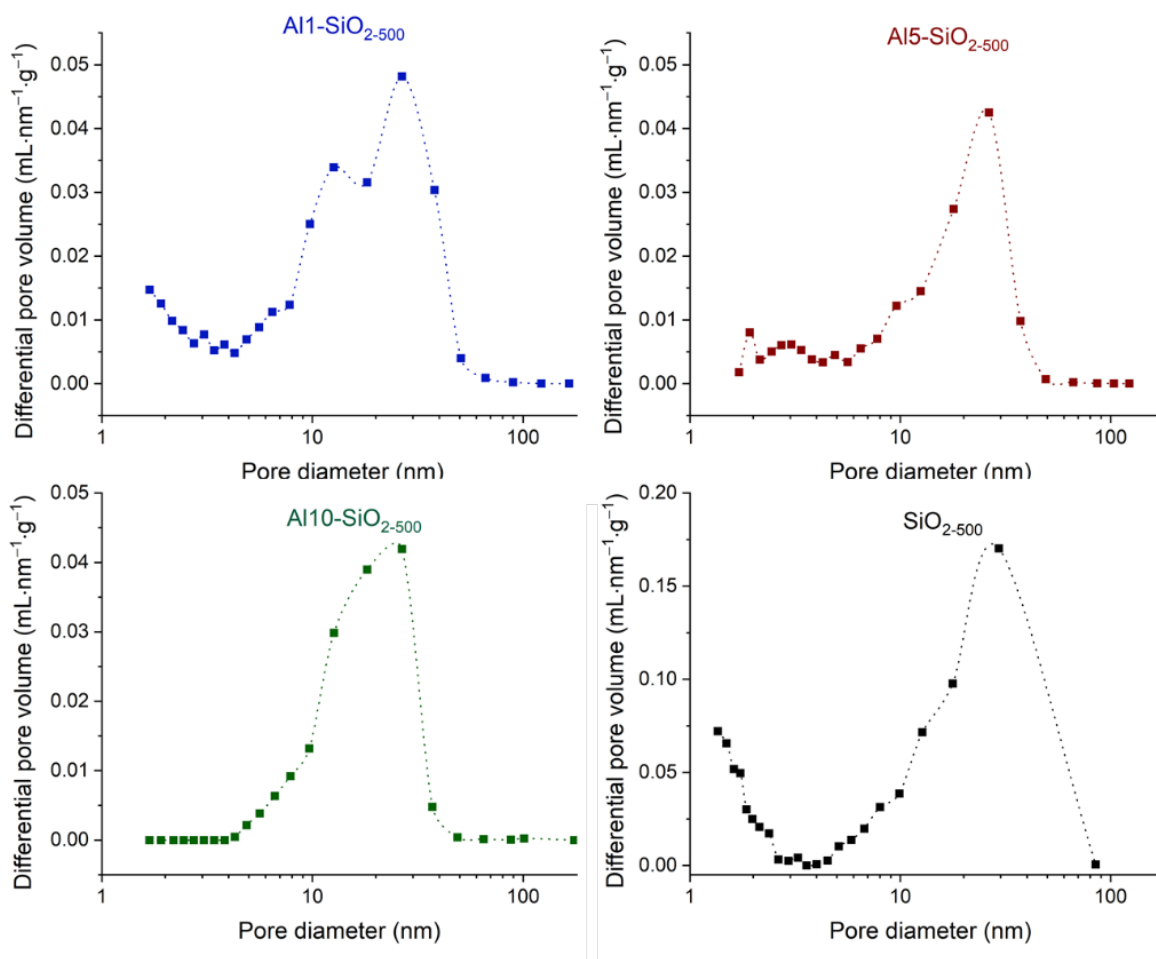 Al1-SiO₂₋₅₀₀
Differential pore volume (mL·nm⁻¹·g⁻¹)
0.05
0.04
0.03
0.02
0.01
0.00
1
10
100
Pore diameter (nm)
Al5-SiO₂₋₅₀₀
Differential pore volume (mL·nm⁻¹·g⁻¹)
0.05
0.04
0.03
0.02
0.01
0.00
1
10
100
Pore diameter (nm)
Al10-SiO₂₋₅₀₀
Differential pore volume (mL·nm⁻¹·g⁻¹)
0.05
0.04
0.03
0.02
0.01
0.00
1
10
100
Pore diameter (nm)
SiO₂₋₅₀₀
Differential pore volume (mL·nm⁻¹·g⁻¹)
0.20
0.15
0.10
0.05
0.00
1
10
100
Pore diameter (nm)